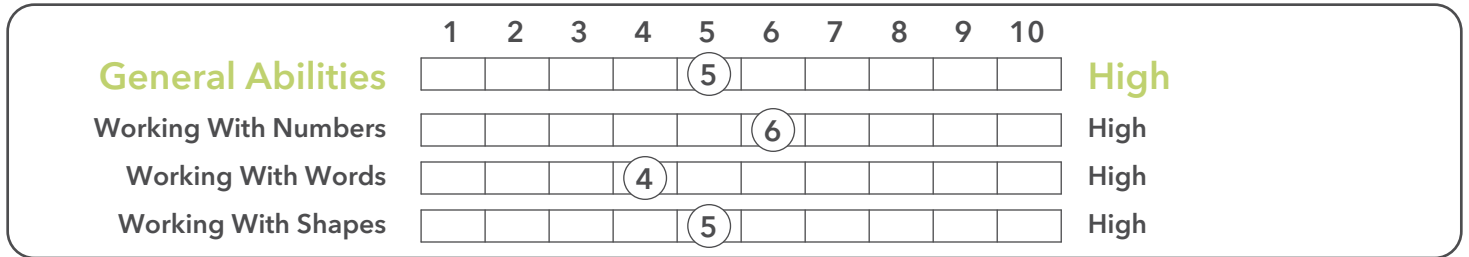 1 2 3 4 5 6 7 8 9 10
General Abilities 5 High
Working With Numbers 6 High
Working With Words 4 High
Working With Shapes 5 High